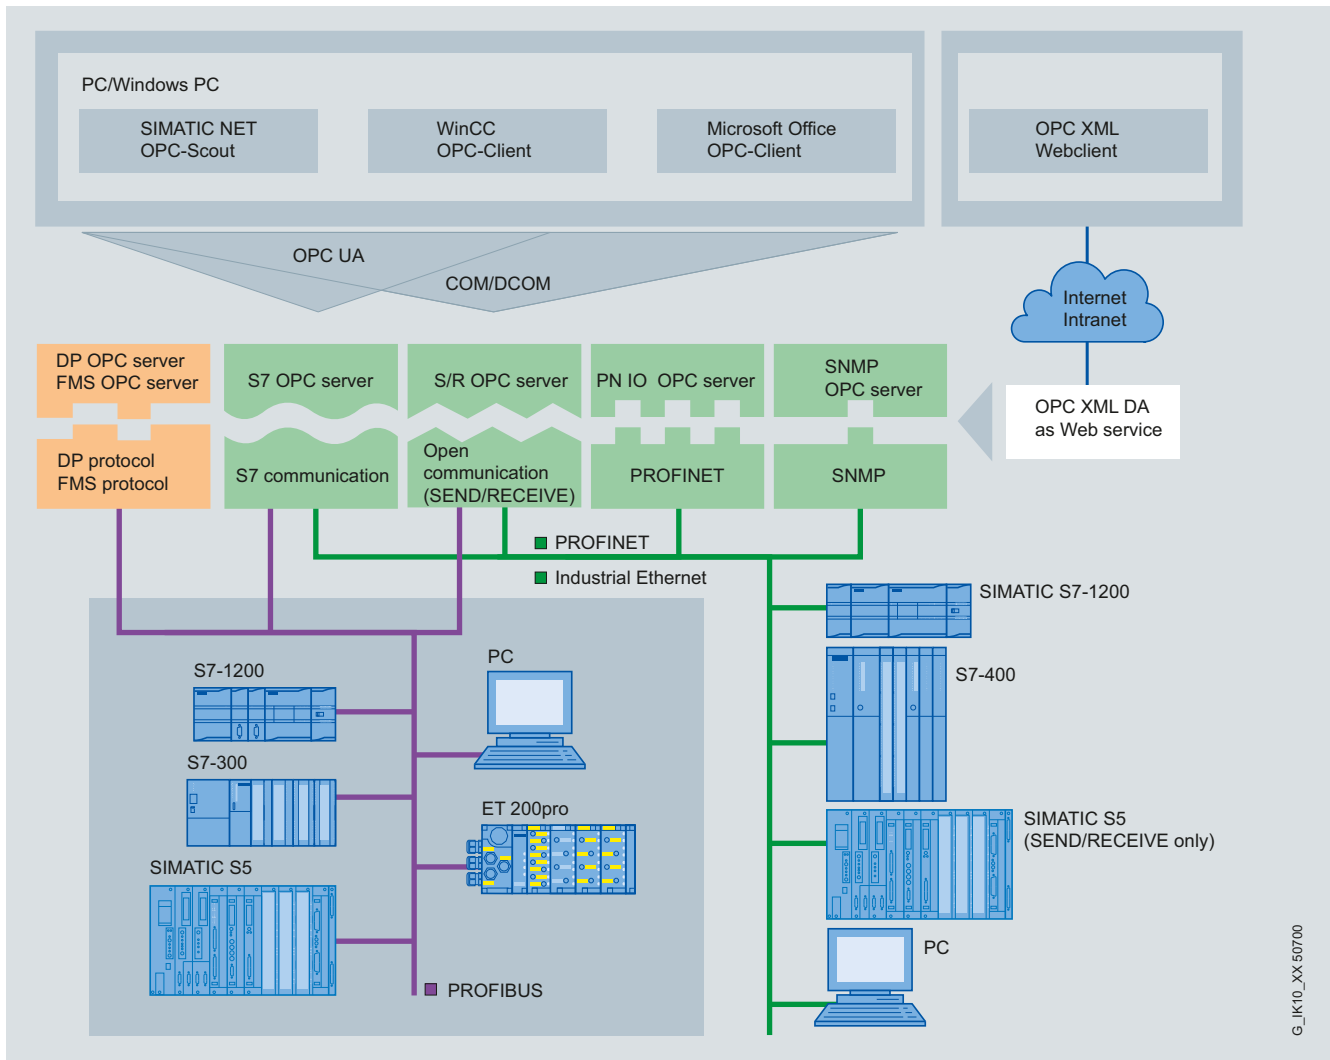 PC/Windows PC
SIMATIC NET
OPC-Scout
WinCC
OPC-Client
Microsoft Office
OPC-Client
OPC XML
Webclient
OPC UA
COM/DCOM
Internet
Intranet
DP OPC server
FMS OPC server
S7 OPC server
S/R OPC server
PN IO OPC server
SNMP
OPC server
OPC XML DA
as Web service
DP protocol
FMS protocol
S7 communication
Open
communication
(SEND/RECEIVE)
PROFINET
SNMP
PROFINET
Industrial Ethernet
SIMATIC S7-1200
S7-400
SIMATIC S5
(SEND/RECEIVE only)
PC
S7-1200
PC
S7-300
ET 200pro
SIMATIC S5
PROFIBUS
G_IK10_XX 50700